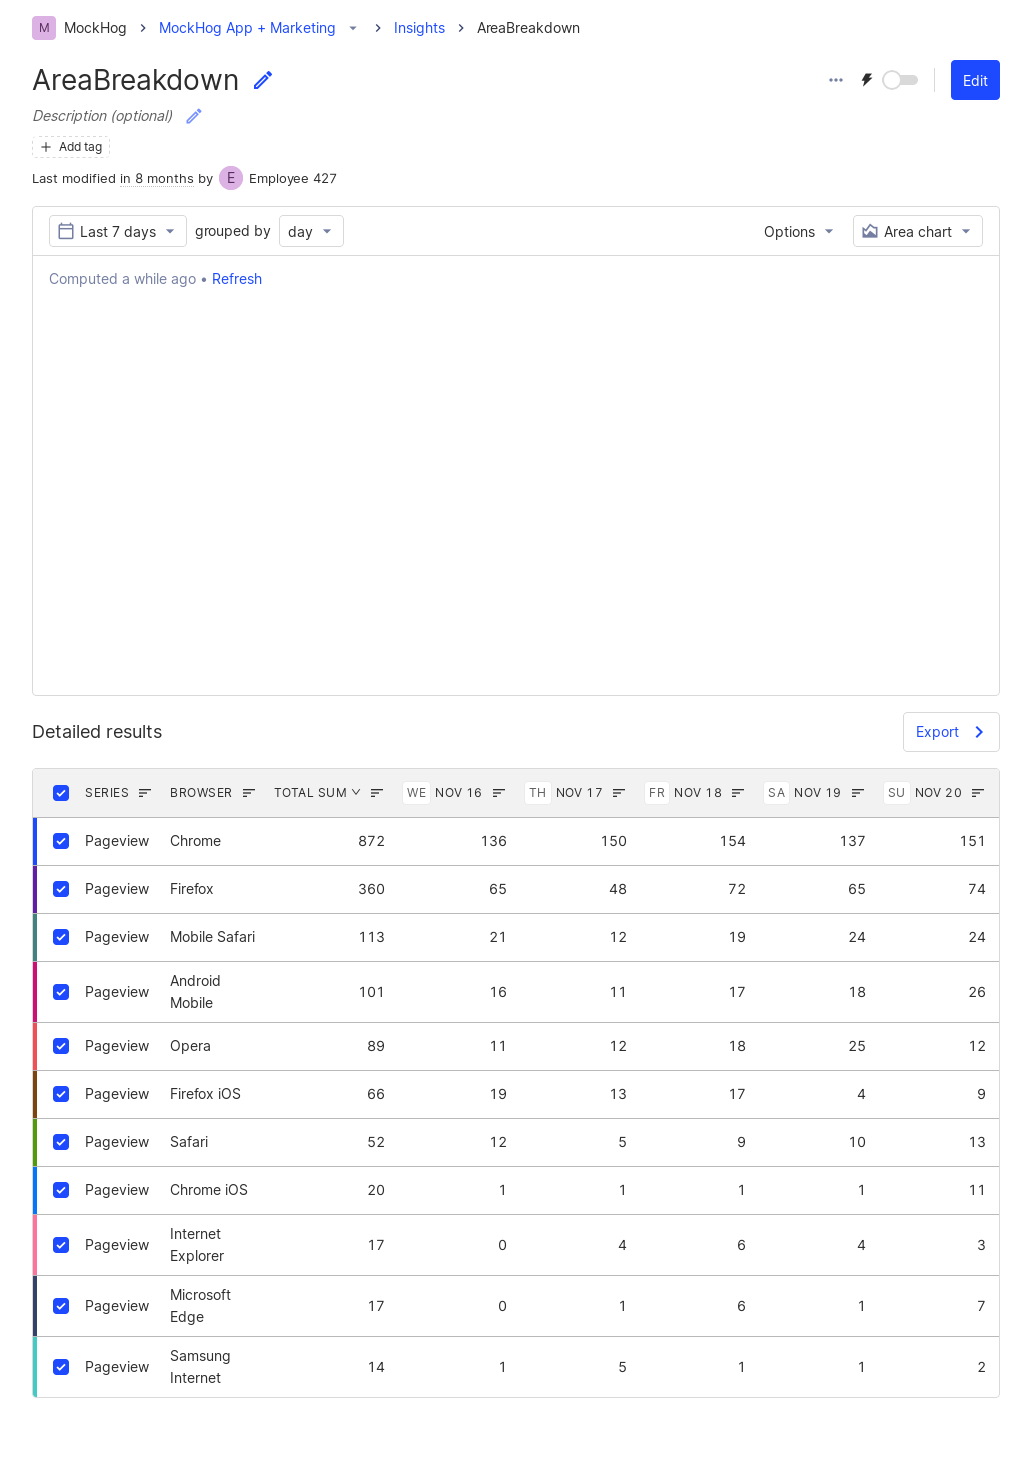 M MockHog MockHog App + Marketing Insights AreaBreakdown
AreaBreakdown
Edit
Description (optional)
Add tag
Last modified in 8 months by E Employee 427
Last 7 days grouped by day Options Area chart
Computed a while ago • Refresh
Detailed results Export
SERIES BROWSER TOTAL SUM WE NOV 16 TH NOV 17 FR NOV 18 SA NOV 19 SU NOV 20
Pageview Chrome 872 136 150 154 137 151
Pageview Firefox 360 65 48 72 65 74
Pageview Mobile Safari 113 21 12 19 24 24
Android
Pageview 101 16 11 17 18 26
Mobile
Pageview Opera 89 11 12 18 25 12
Pageview Firefox iOS 66 19 13 17 4 9
Pageview Safari 52 12 5 9 10 13
Pageview Chrome iOS 20 1 1 1 1 11
Internet
Pageview 17 0 4 6 4 3
Explorer
Microsoft
Pageview 17 0 1 6 1 7
Edge
Samsung
Pageview 14 1 5 1 1 2
Internet